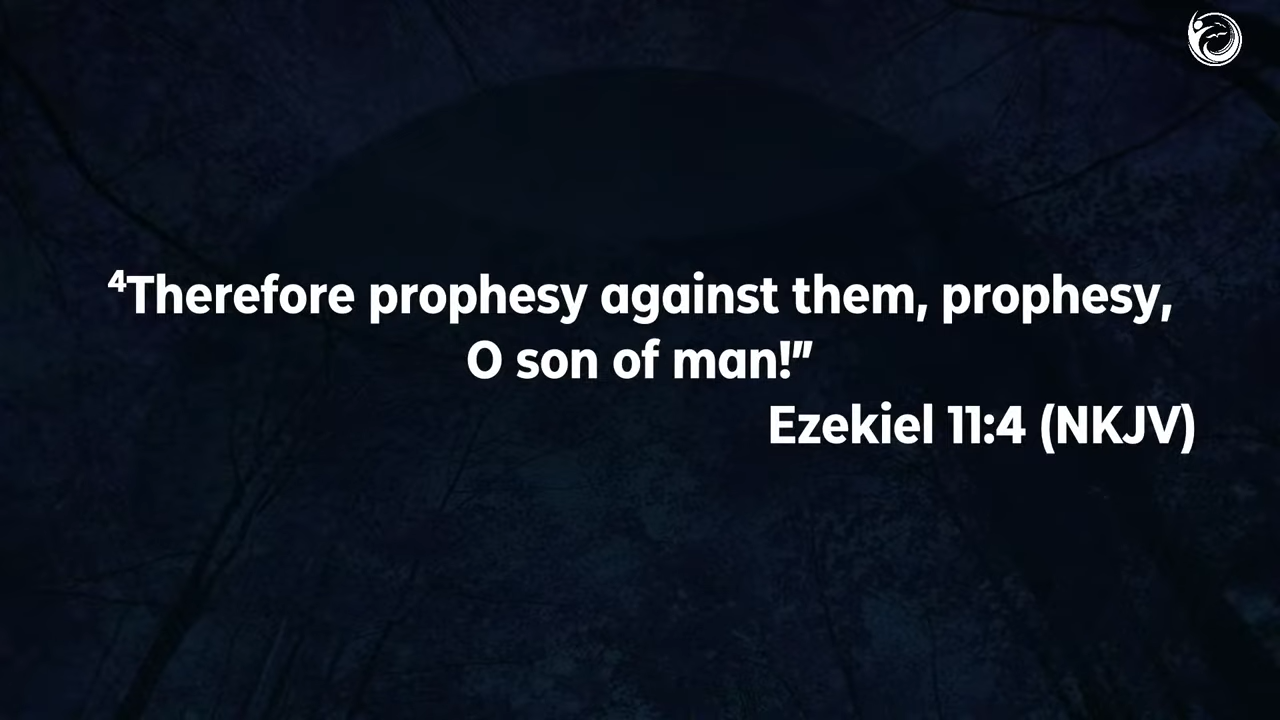 ⁴Therefore prophesy against them, prophesy,
O son of man!”
Ezekiel 11:4 (NKJV)